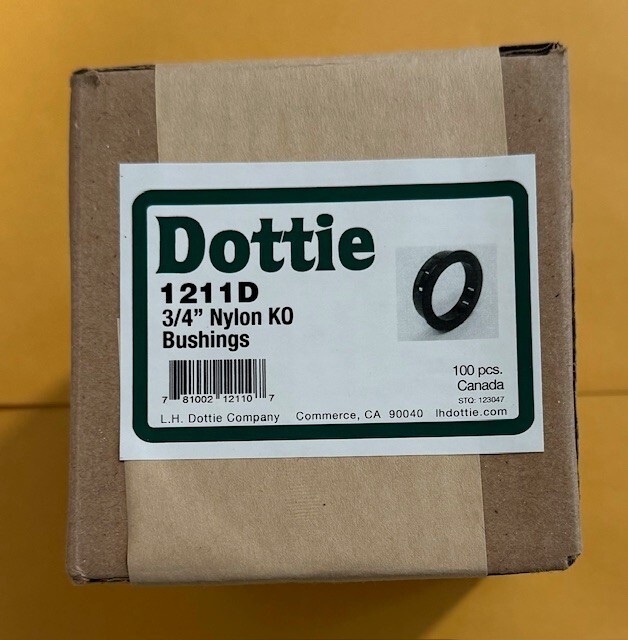 Dottie
1211D
3/4" Nylon KO
Bushings
7 81002 12110 7
100 pcs.
Canada
STQ: 123047
L.H. Dottie Company Commerce, CA 90040 lhdottie.com